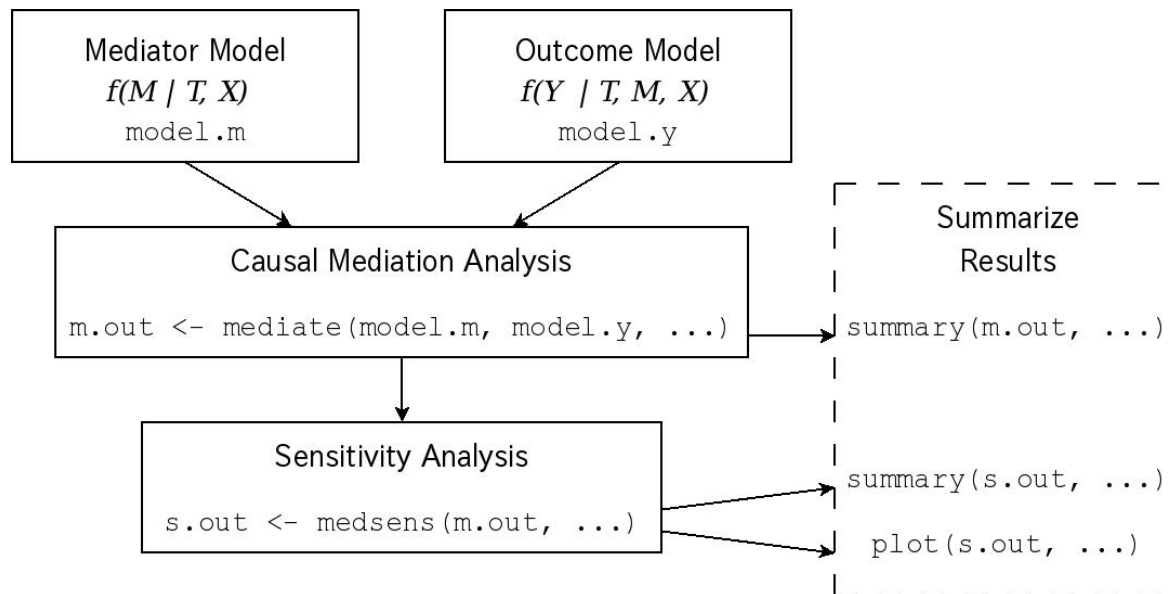 Mediator Model
f(M | T, X)
model.m
Outcome Model
f(Y | T, M, X)
model.y
Causal Mediation Analysis
m.out <- mediate(model.m, model.y, ...)
Sensitivity Analysis
s.out <- medsens(m.out, ...)
Summarize
Results
summary(m.out, ...)
summary(s.out, ...)
plot(s.out, ...)